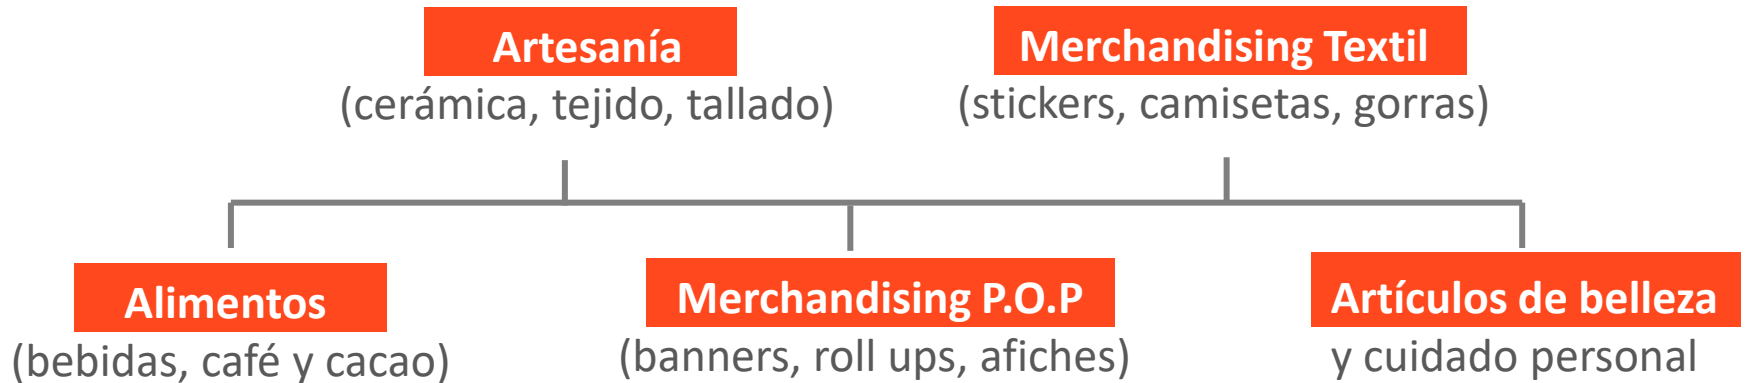 Artesanía
(cerámica, tejido, tallado)
Merchandising Textil
(stickers, camisetas, gorras)
Alimentos
(bebidas, café y cacao)
Merchandising P.O.P
(banners, roll ups, afiches)
Artículos de belleza
y cuidado personal